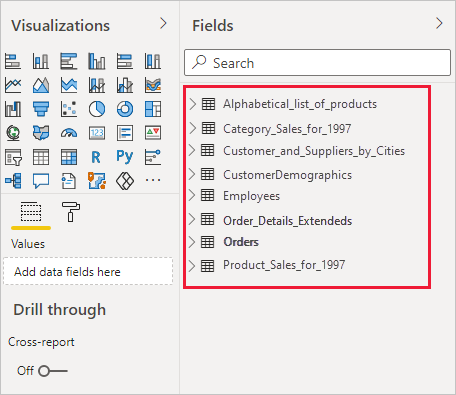 Visualizations
Fields
Search
Alphabetical_list_of_products
Category_Sales_for_1997
Customer_and_Suppliers_by_Cities
CustomerDemographics
Employees
Order_Details_Extendeds
Orders
Product_Sales_for_1997
123
R
Py
Values
Add data fields here
Drill through
Cross-report
Off